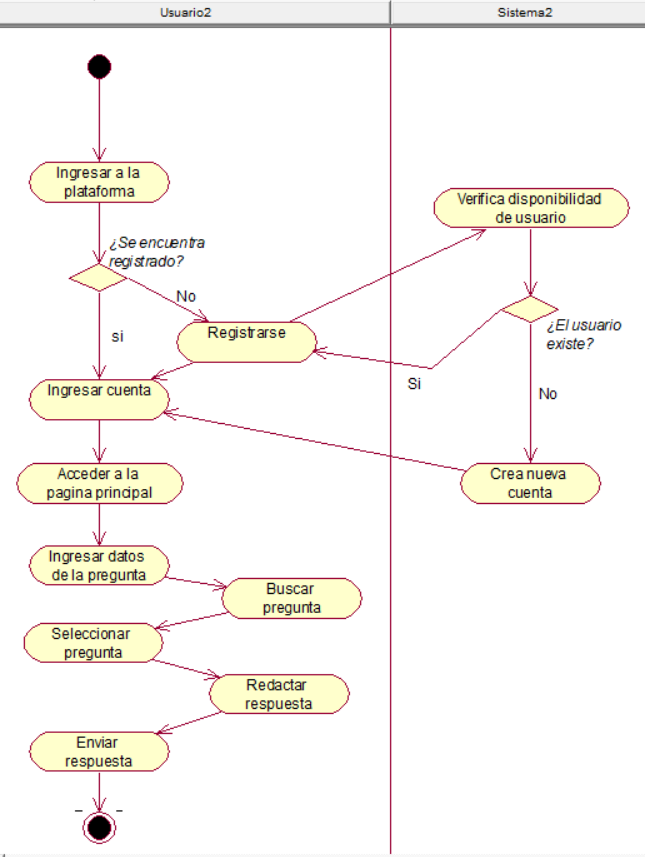 Usuario2
Sistema2
Ingresar a la
plataforma
Verifica disponibilidad
de usuario
¿Se encuentra
registrado?
No
¿El usuario
existe?
Registrarse
si
Si
No
Ingresar cuenta
Acceder a la
pagina principal
Crea nueva
cuenta
Ingresar datos
de la pregunta
Buscar
pregunta
Seleccionar
pregunta
Redactar
respuesta
Enviar
respuesta